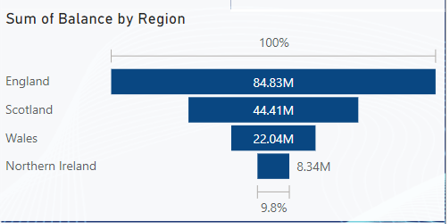 Sum of Balance by Region
100%
England 84.83M
Scotland 44.41M
Wales 22.04M
Northern Ireland 8.34M
9.8%